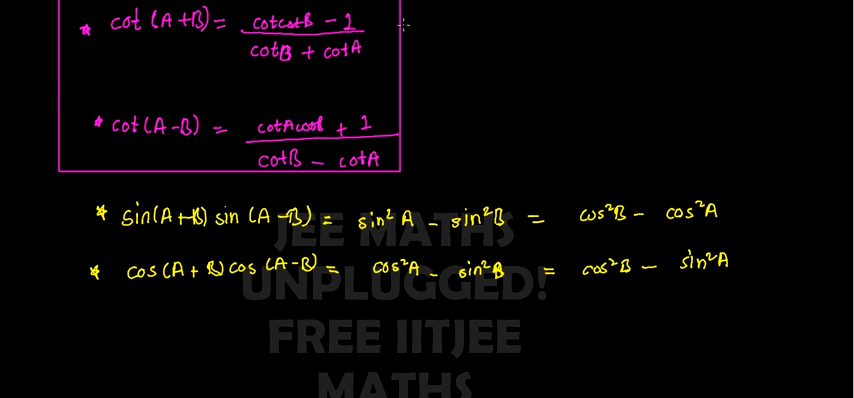 * cot (A+B) = cotcotB - 1
cotB + cotA
* cot (A-B) = cotAcotB + 1
cotB - cotA
* sin(A+B) sin (A-B) = sin²A - sin²B = cos²B - cos²A
* cos(A+B) cos (A-B) = cos²A - sin²B = cos²B - sin²A
JEE MATHS
UNPLUGGED!
FREE IITJEE
MATHS